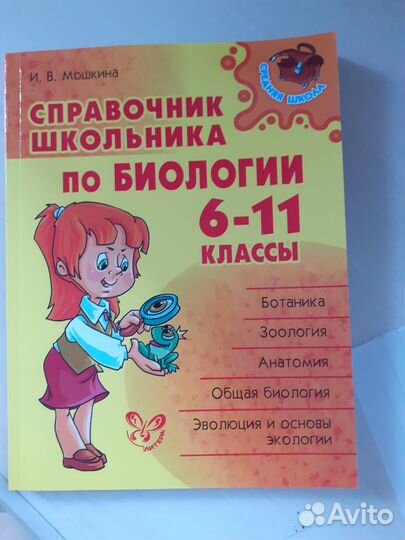 И. В. Мошкина
СРЕДНЯЯ ШКОЛА
СПРАВОЧНИК
ШКОЛЬНИКА
ПО БИОЛОГИИ
6-11
КЛАССЫ
Ботаника
Зоология
Анатомия
Общая биология
Эволюция и основы
экологии
ЛИТЕРА
Avito